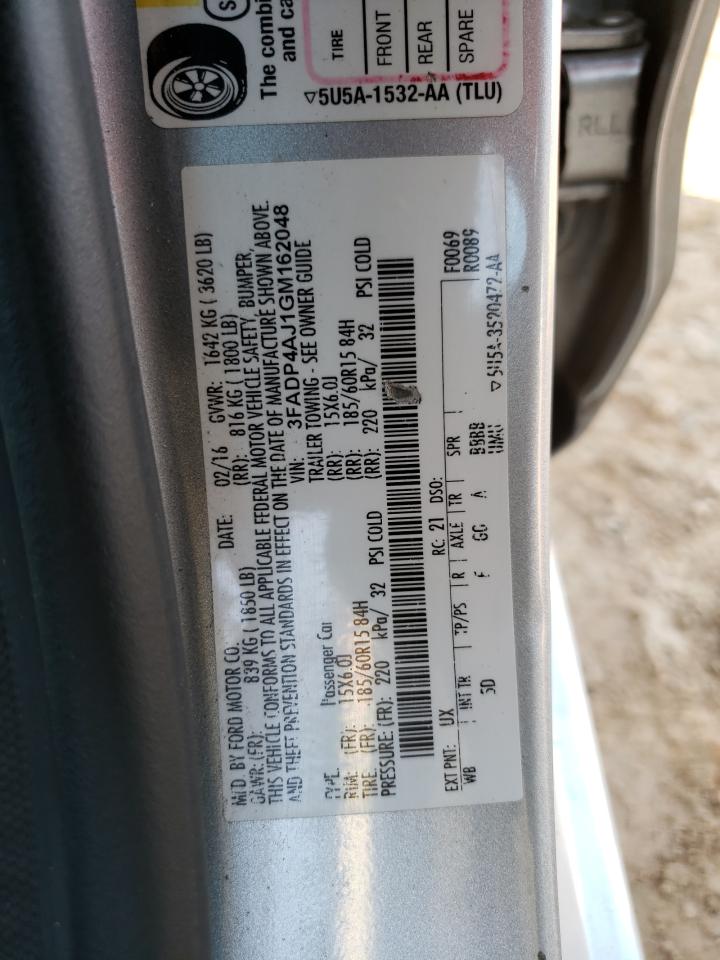 The combi
and ca
TIRE
FRONT
REAR
SPARE
5U5A-1532-AA (TLU)
MFD. BY FORD MOTOR CO. DATE: 02/16 GVWR: 1642 KG ( 3620 LB)
GAWR: (FR): 839 KG ( 1850 LB) (RR): 816 KG ( 1800 LB)
THIS VEHICLE CONFORMS TO ALL APPLICABLE FEDERAL MOTOR VEHICLE SAFETY, BUMPER,
AND THEFT PREVENTION STANDARDS IN EFFECT ON THE DATE OF MANUFACTURE SHOWN ABOVE.
VIN: 3FADP4AJ1GM162048
TYPE: Passenger Car TRAILER TOWING - SEE OWNER GUIDE
RIM: (FR): 15X6.0J (RR): 15X6.0J
TIRE: (FR): 185/60R15 84H (RR): 185/60R15 84H
PRESSURE: (FR): 220 kPa/ 32 PSI COLD (RR): 220 kPa/ 32 PSI COLD
EXT PNT: UX RC: 21 DSO: F0069
WB INT TR TP/PS R AXLE TR SPR R0089
5D F GG A BBBB
UMU
5U5A-3520472-AA
RLL